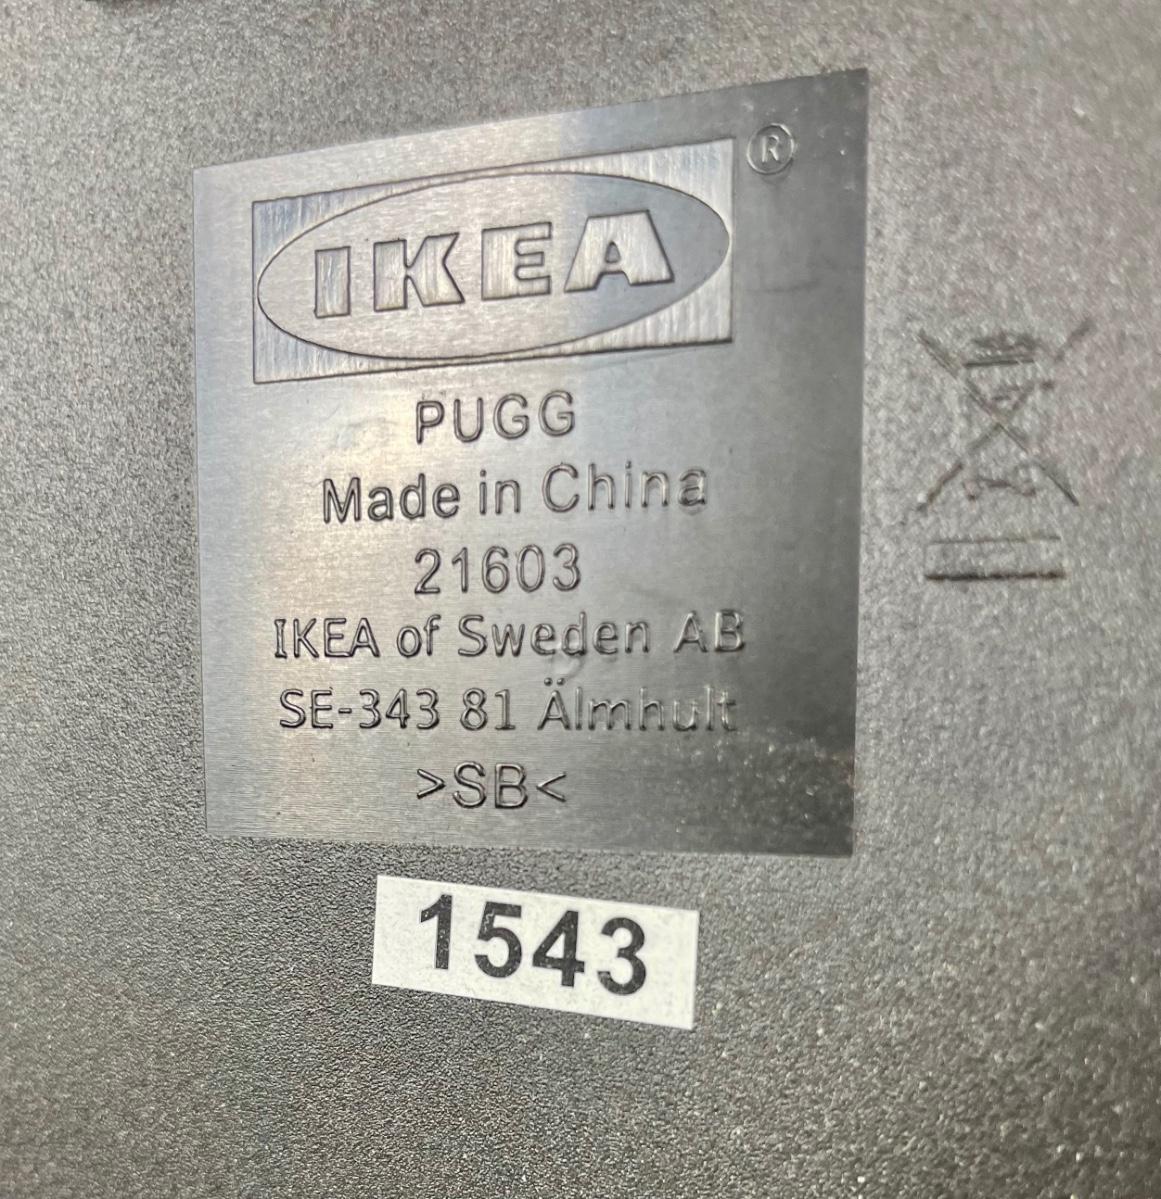 IKEA ®
PUGG
Made in China
21603
IKEA of Sweden AB
SE-343 81 Älmhult
>SB<
1543